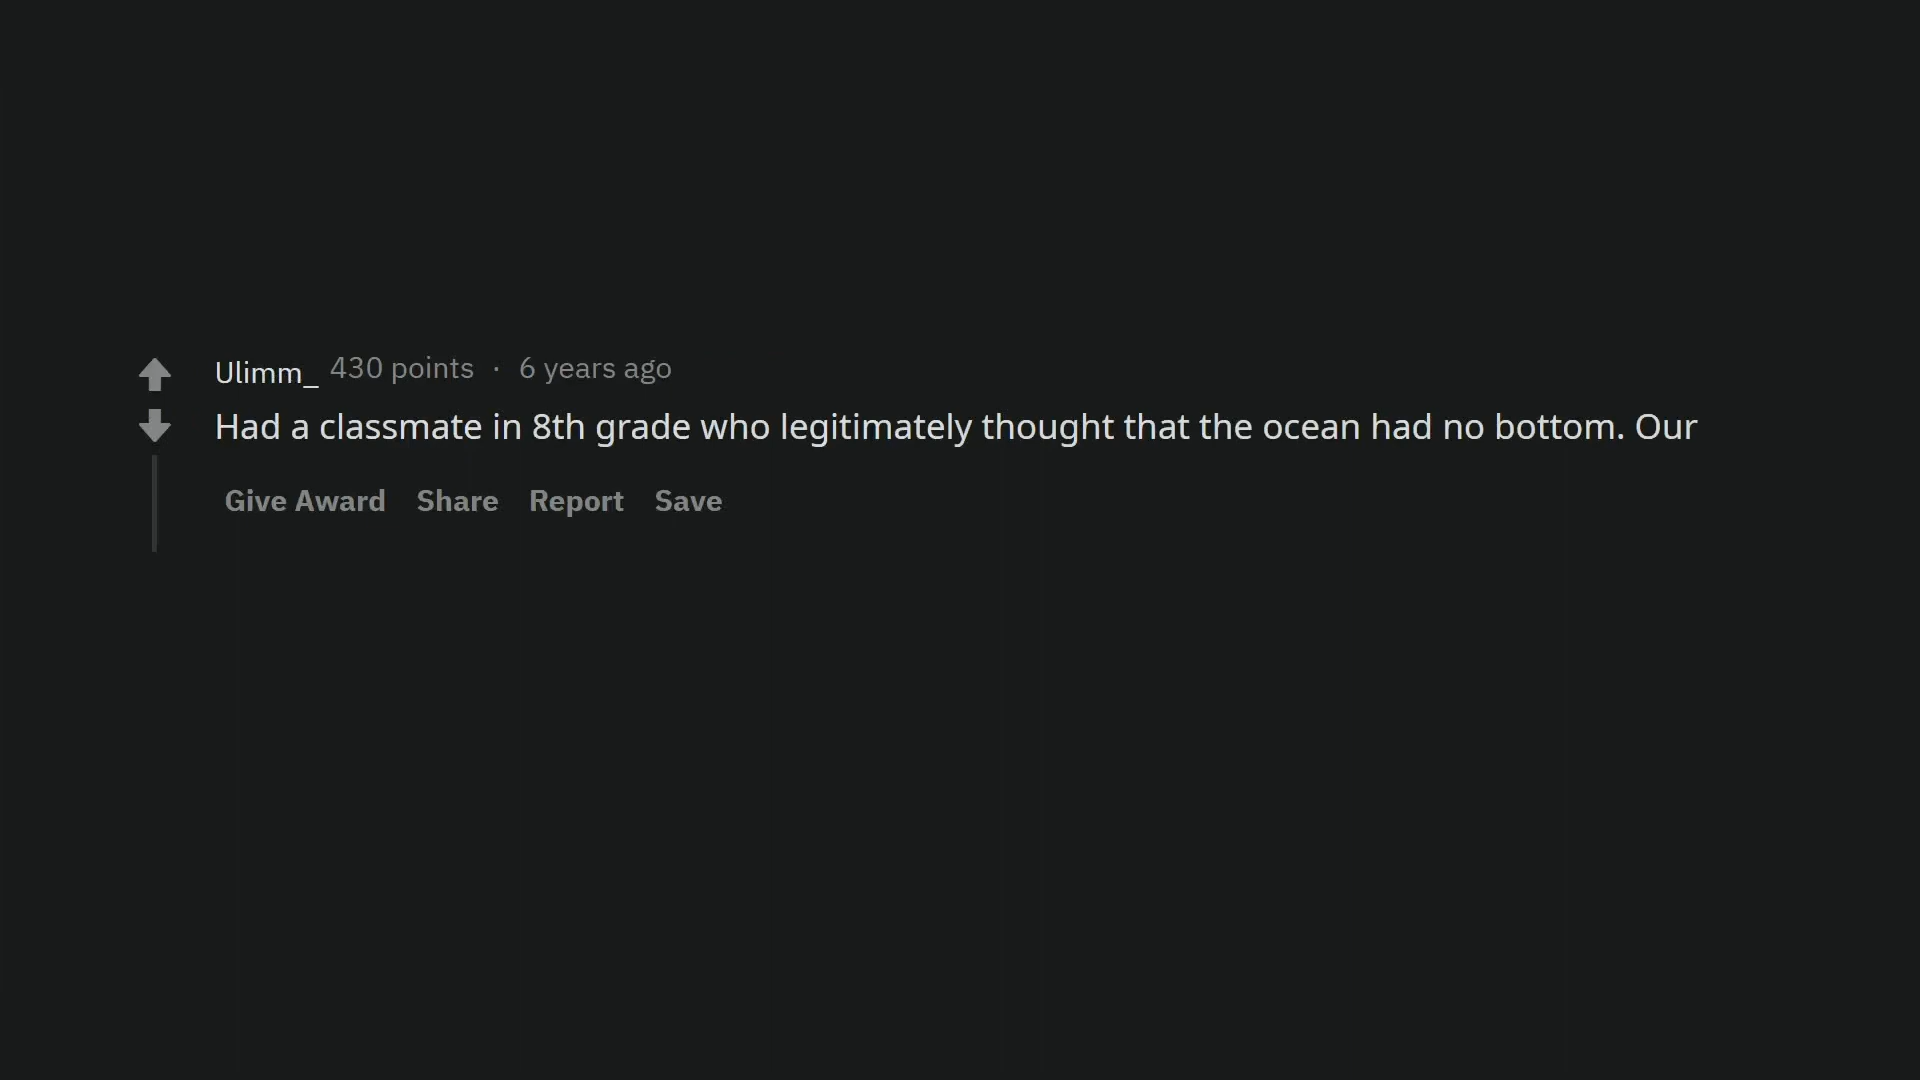 Ulimm_ 430 points · 6 years ago
Had a classmate in 8th grade who legitimately thought that the ocean had no bottom. Our
Give Award Share Report Save